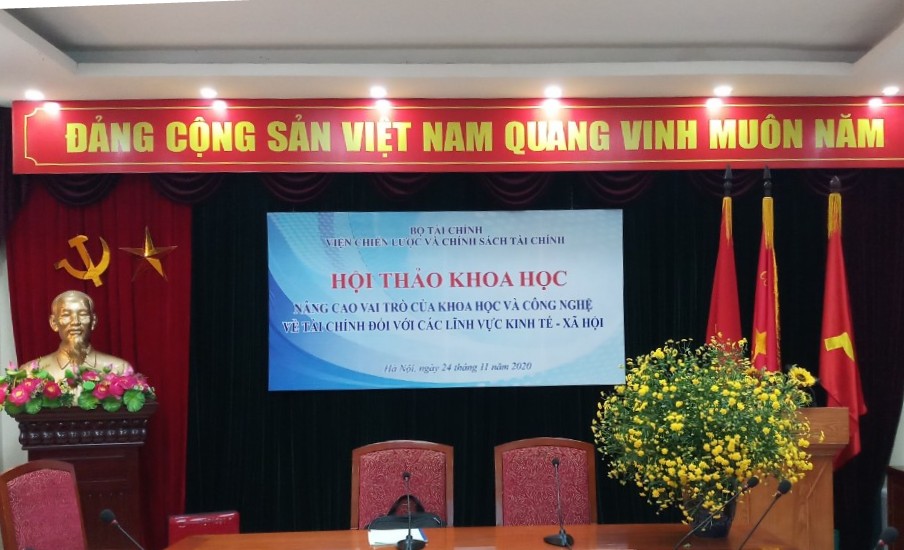 ĐẢNG CỘNG SẢN VIỆT NAM QUANG VINH MUÔN NĂM
BỘ TÀI CHÍNH
VIỆN CHIẾN LƯỢC VÀ CHÍNH SÁCH TÀI CHÍNH
HỘI THẢO KHOA HỌC
NÂNG CAO VAI TRÒ CỦA KHOA HỌC VÀ CÔNG NGHỆ
VỀ TÀI CHÍNH ĐỐI VỚI CÁC LĨNH VỰC KINH TẾ - XÃ HỘI
Hà Nội, ngày 24 tháng 11 năm 2020